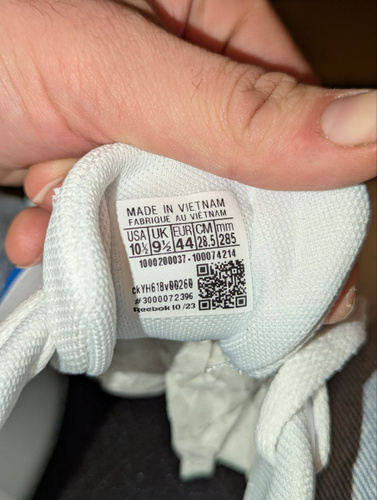 MADE IN VIETNAM
FABRIQUE AU VIÊTNAM
USA UK EUR CM mm
10½ 9½ 44 28.5 285
1000200037-100074214
#3000072396
Reebok 10/23